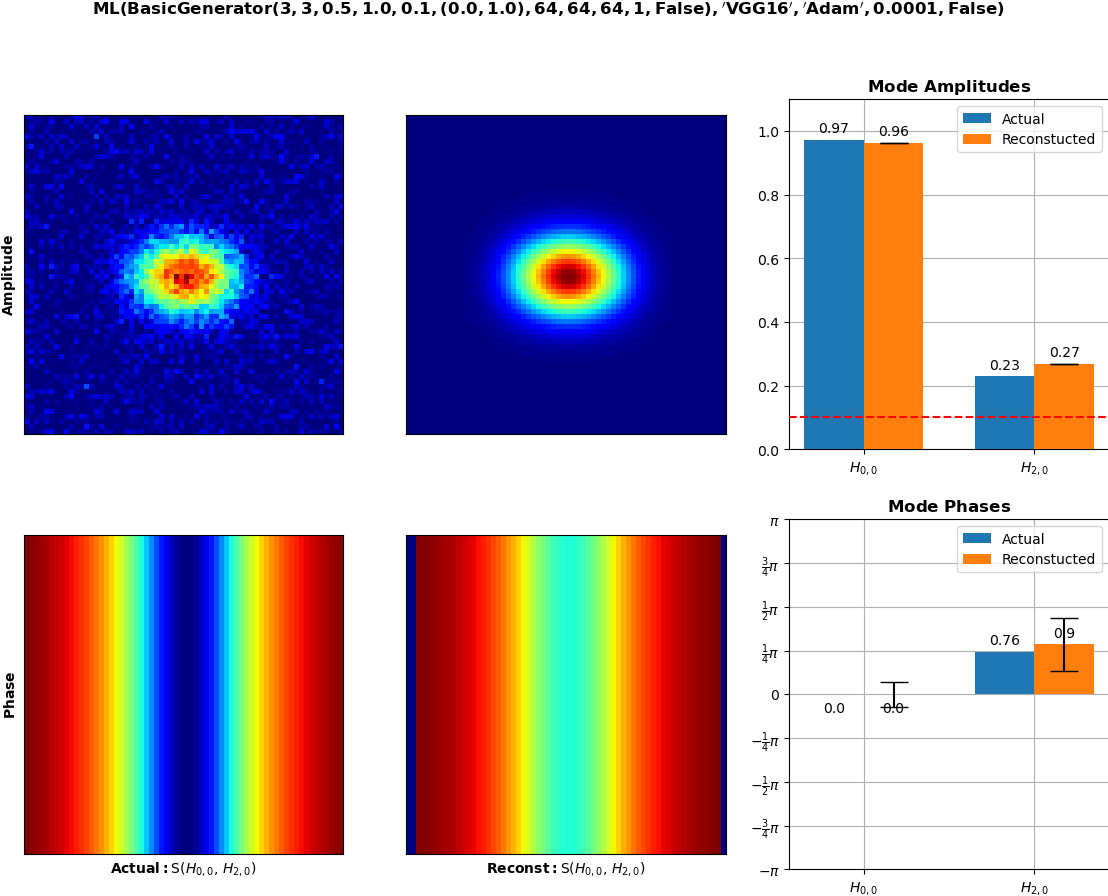 ML(BasicGenerator(3, 3, 0.5, 1.0, 0.1, (0.0, 1.0), 64, 64, 64, 1, False), 'VGG16', 'Adam', 0.0001, False)
Amplitude
Mode Amplitudes
Actual
Reconstucted
0.97
0.96
0.23
0.27
1.0
0.8
0.6
0.4
0.2
0.0
H0, 0
H2, 0
Phase
Actual: S(H0, 0, H2, 0)
Reconst: S(H0, 0, H2, 0)
Mode Phases
Actual
Reconstucted
0.0
0.0
0.76
0.9
π
3/4π
1/2π
1/4π
0
−1/4π
−1/2π
−3/4π
−π
H0, 0
H2, 0